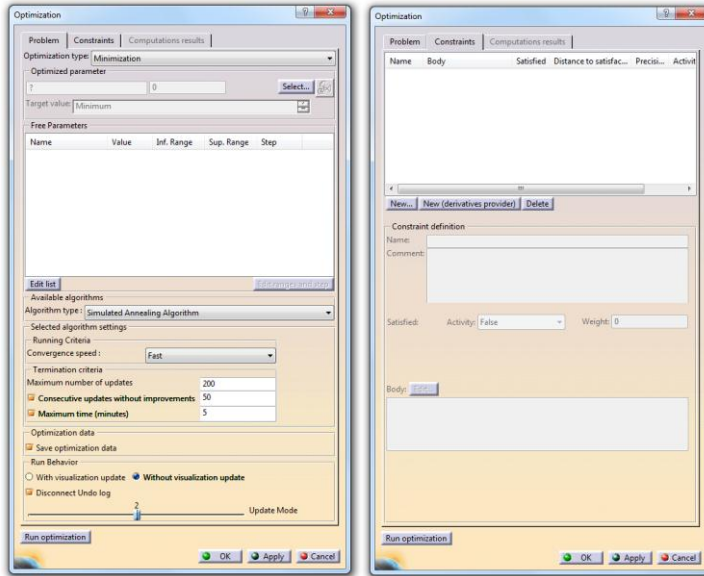 Optimization
Problem Constraints Computations results
Optimization type: Minimization
Optimized parameter
? 0 Select... f(x)
Target value: Minimum
Free Parameters
Name Value Inf. Range Sup. Range Step
Edit list Edit ranges and step
Available algorithms
Algorithm type : Simulated Annealing Algorithm
Selected algorithm settings
Running Criteria
Convergence speed : Fast
Termination criteria
Maximum number of updates 200
Consecutive updates without improvements 50
Maximum time (minutes) 5
Optimization data
Save optimization data
Run Behavior
With visualization update Without visualization update
Disconnect Undo log
2
Update Mode
Run optimization
OK Apply Cancel
Optimization
Problem Constraints Computations results
Name Body Satisfied Distance to satisfac... Precisi... Activit
New... New (derivatives provider) Delete
Constraint definition
Name:
Comment:
Satisfied: Activity: False Weight: 0
Body: Edit...
Run optimization
OK Apply Cancel